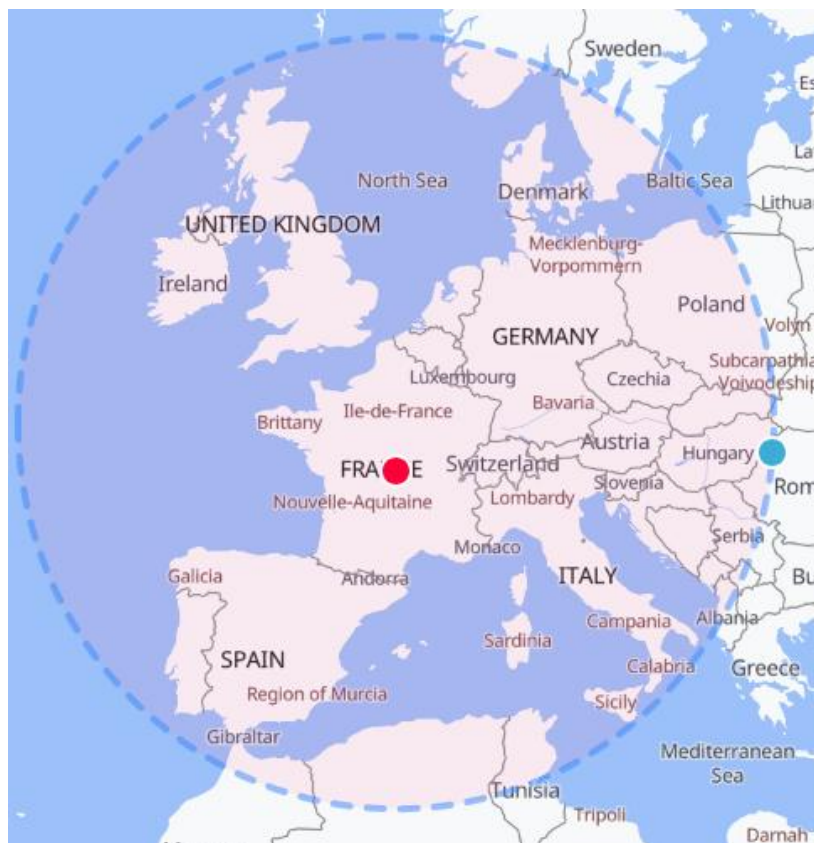 Sweden
Es
North Sea
Baltic Sea
La
Denmark
Lithua
UNITED KINGDOM
Mecklenburg-
Vorpommern
Ireland
Poland
Volyn
GERMANY
Subcarpathia
Voivodeship
Luxembourg
Czechia
Ile-de-France
Bavaria
Brittany
Austria
Hungary
FRA E
Switzerland
Slovenia
Rom
Nouvelle-Aquitaine
Lombardy
Serbia
Monaco
Galicia
Andorra
ITALY
Bu
Campania
Albania
Sardinia
SPAIN
Calabria
Greece
Region of Murcia
Sicily
Gibraltar
Mediterranean
Sea
Tunisia
Tripoli
Darnah